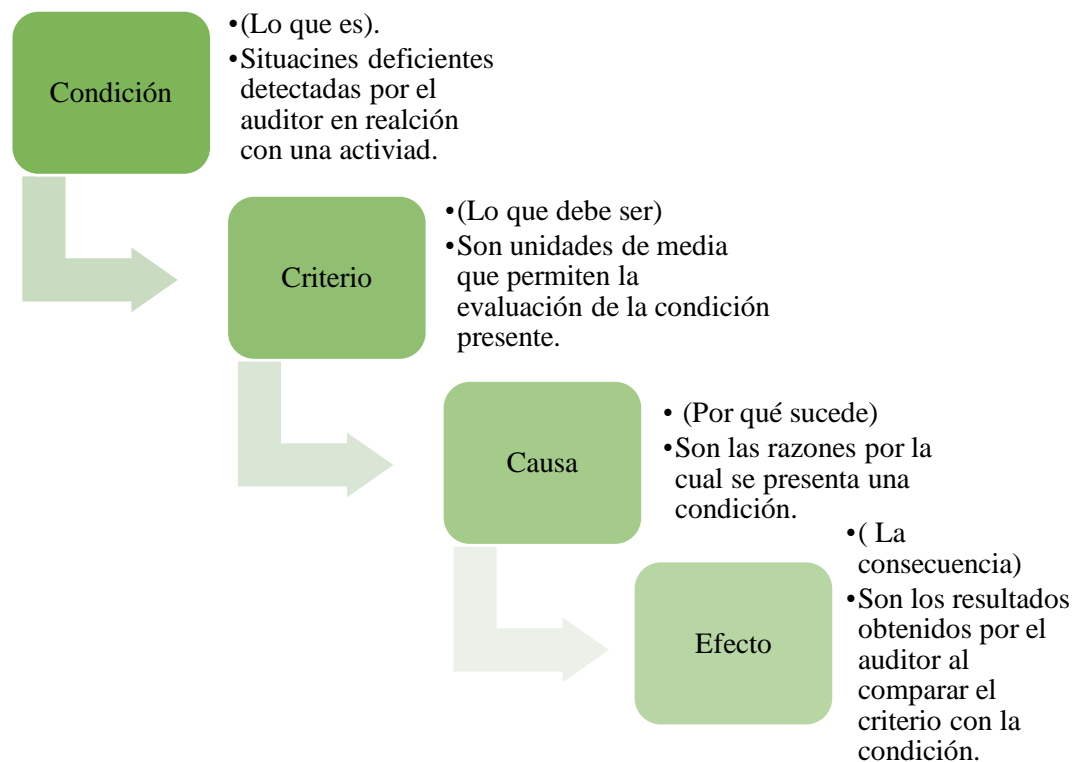 Condición
•(Lo que es).
•Situacines deficientes
detectadas por el
auditor en realción
con una activiad.
Criterio
•(Lo que debe ser)
•Son unidades de media
que permiten la
evaluación de la condición
presente.
Causa
• (Por qué sucede)
•Son las razones por la
cual se presenta una
condición.
Efecto
•( La
consecuencia)
•Son los resultados
obtenidos por el
auditor al
comparar el
criterio con la
condición.